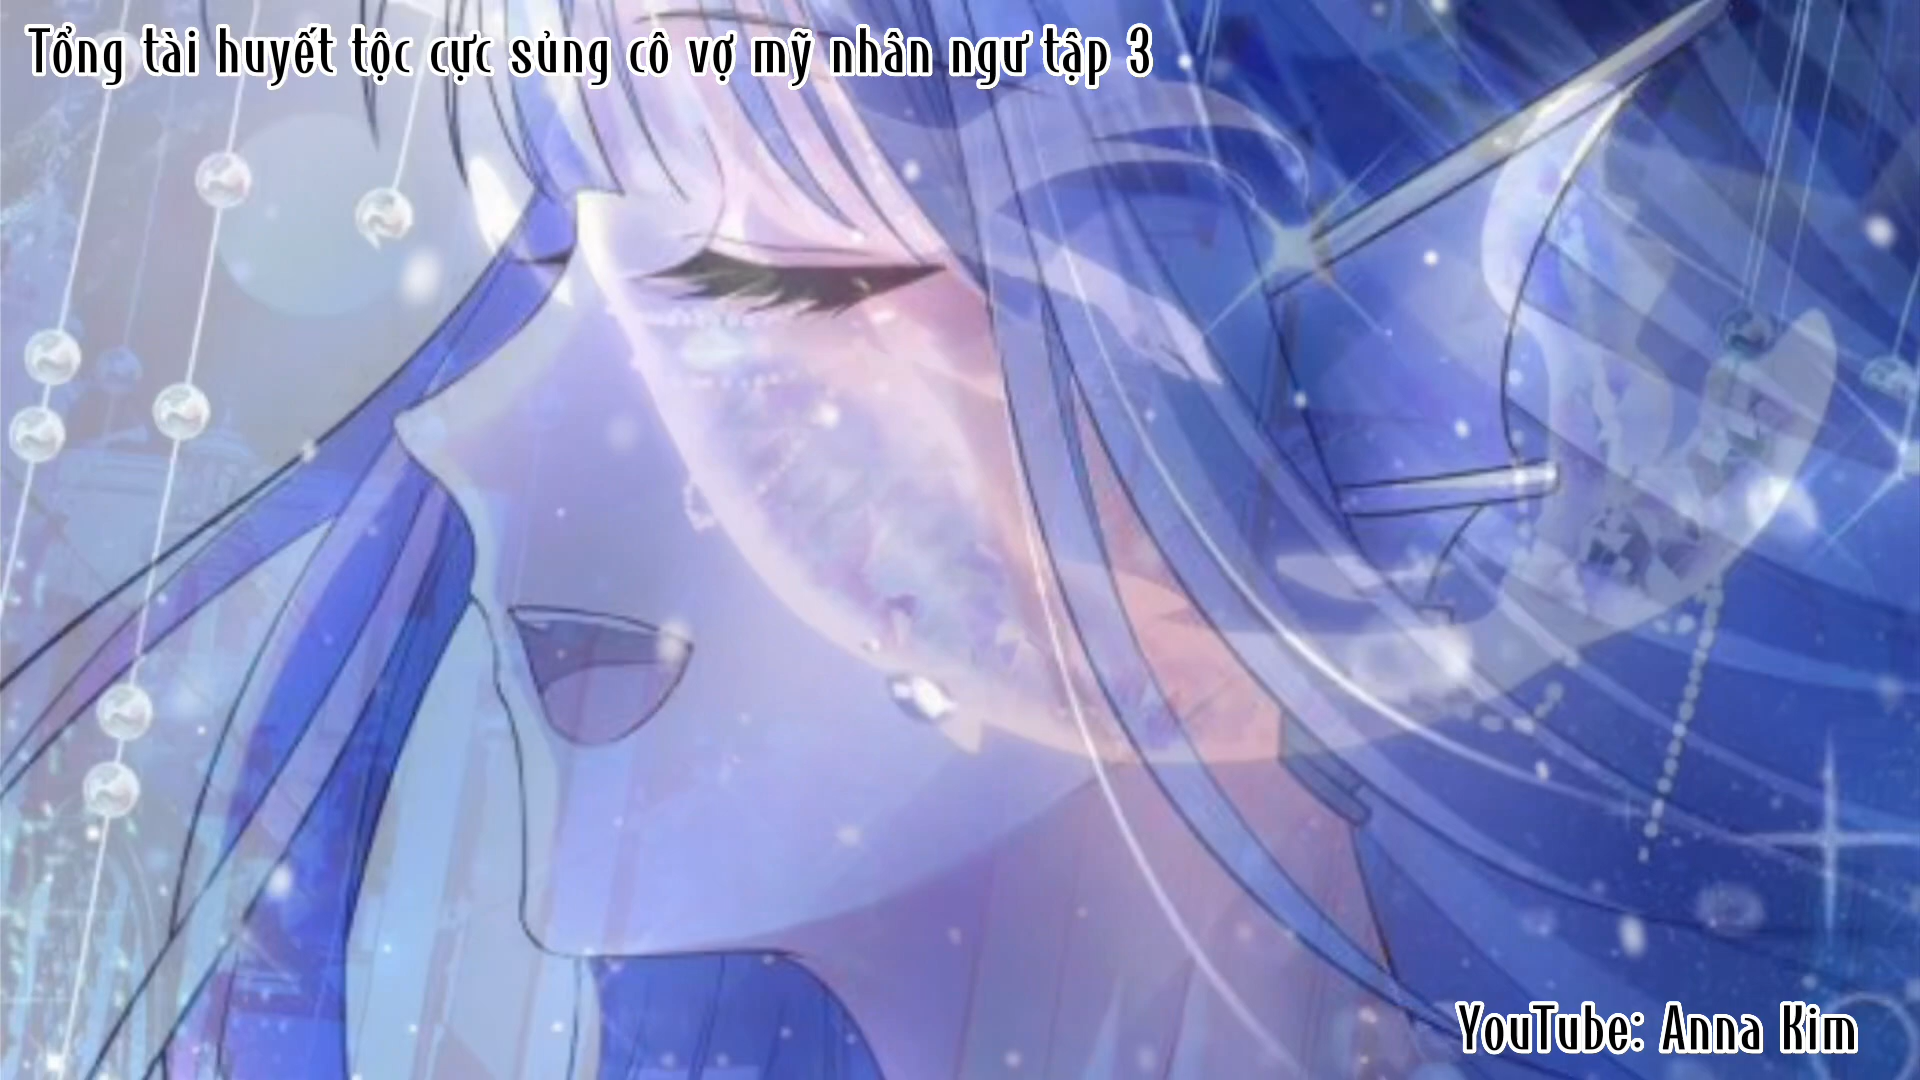 Tổng tài huyết tộc cực sủng cô vợ mỹ nhân ngư tập 3
YouTube: Anna Kim